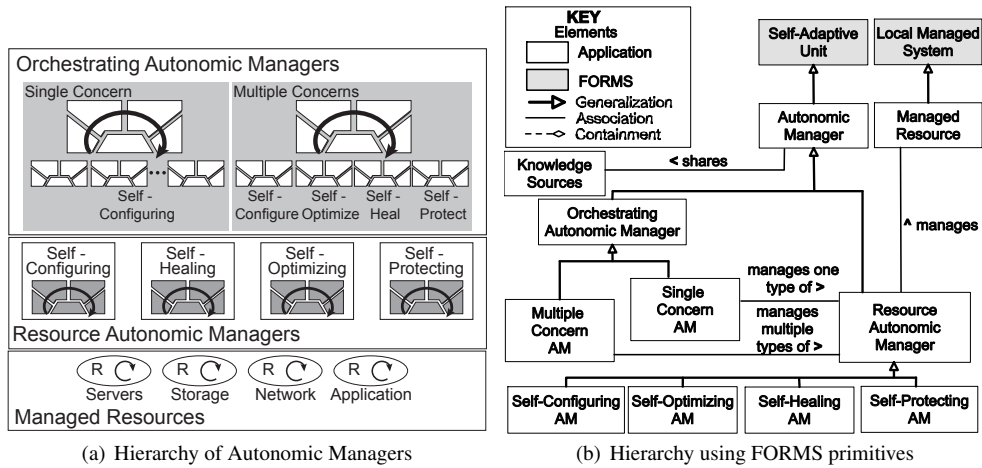 Orchestrating Autonomic Managers
Single Concern
Multiple Concerns
Self -
Configuring
Self -
Configure
Self -
Optimize
Self -
Heal
Self -
Protect
Self -
Configuring
Self -
Healing
Self -
Optimizing
Self -
Protecting
Resource Autonomic Managers
R
R
R
R
Servers
Storage
Network
Application
Managed Resources
(a) Hierarchy of Autonomic Managers
KEY
Elements
Application
FORMS
Generalization
Association
Containment
Self-Adaptive
Unit
Local Managed
System
Autonomic
Manager
Managed
Resource
< shares
Knowledge
Sources
Orchestrating
Autonomic Manager
^ manages
manages one
type of >
Single
Concern
AM
Multiple
Concern
AM
manages
multiple
types of >
Resource
Autonomic
Manager
Self-Configuring
AM
Self-Optimizing
AM
Self-Healing
AM
Self-Protecting
AM
(b) Hierarchy using FORMS primitives